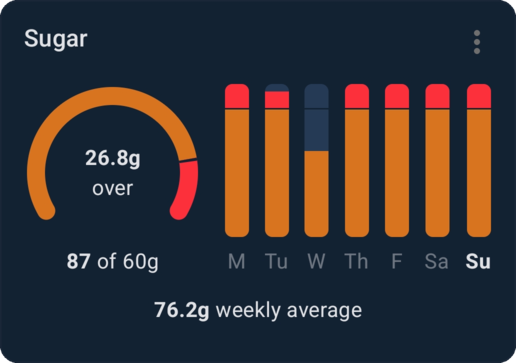 Sugar
26.8g
over
87 of 60g
M Tu W Th F Sa Su
76.2g weekly average